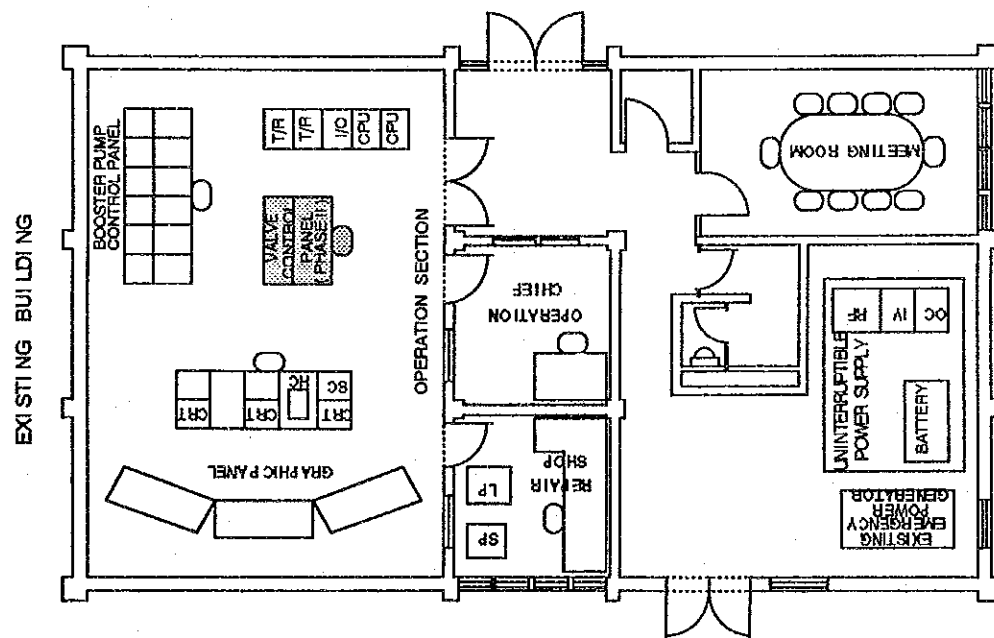 EXISTING BUILDING
BOOSTER PUMP
CONTROL PANEL
T/R
T/R
I/O
CPU
CPU
VALVE
CONTROL
PANEL
(PHASE II)
OPERATION SECTION
CRT
CRT
HC
CRT
SC
GRAPHIC PANEL
OPERATION
CHIEF
REPAIR
SHOP
LP
SP
MEETING ROOM
UNINTERRUPTIBLE
POWER SUPPLY
RF
IV
OC
BATTERY
EXISTING
EMERGENCY
POWER
GENERATOR